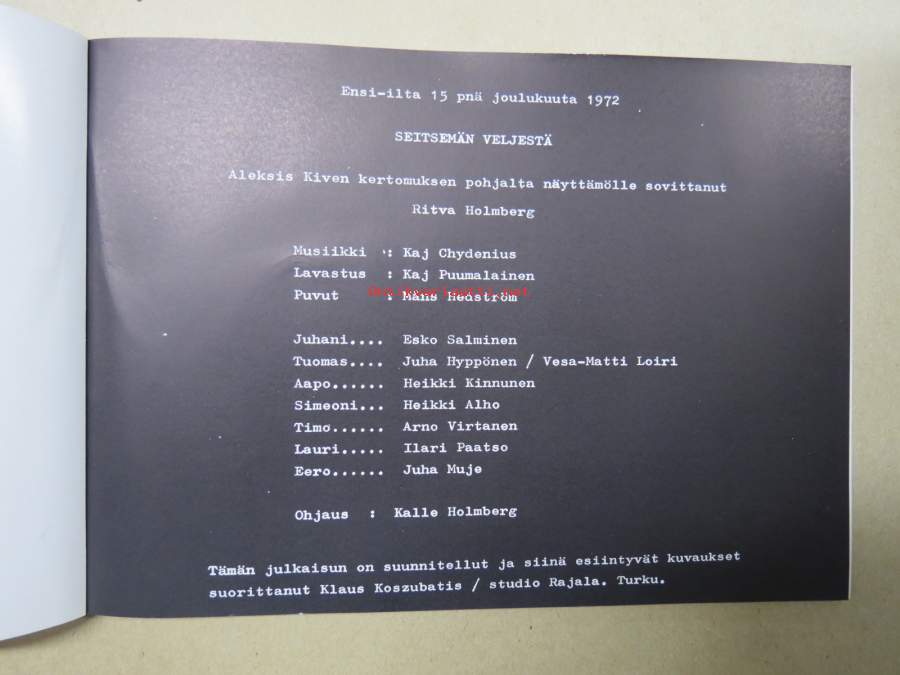 Ensi-ilta 15 pnä joulukuuta 1972
SEITSEMÄN VELJESTÄ
Aleksis Kiven kertomuksen pohjalta näyttämölle sovittanut
Ritva Holmberg
Musiikki : Kaj Chydenius
Lavastus : Kaj Puumalainen
Puvut : Måns Hedström
Juhani.... Esko Salminen
Tuomas.... Juha Hyppönen / Vesa-Matti Loiri
Aapo...... Heikki Kinnunen
Simeoni... Heikki Alho
Timo...... Arno Virtanen
Lauri..... Ilari Paatso
Eero...... Juha Muje
Ohjaus : Kalle Holmberg
Tämän julkaisun on suunnitellut ja siinä esiintyvät kuvaukset
suorittanut Klaus Koszubatis / studio Rajala. Turku.